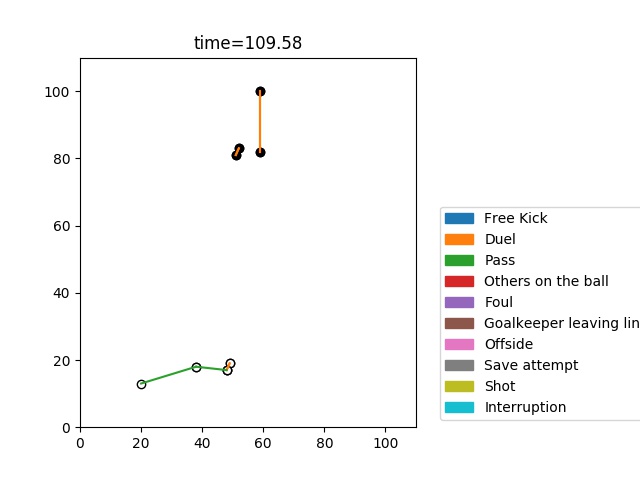 time=109.58
100
80
60
40
20
0
0 20 40 60 80 100
Free Kick
Duel
Pass
Others on the ball
Foul
Goalkeeper leaving lin
Offside
Save attempt
Shot
Interruption